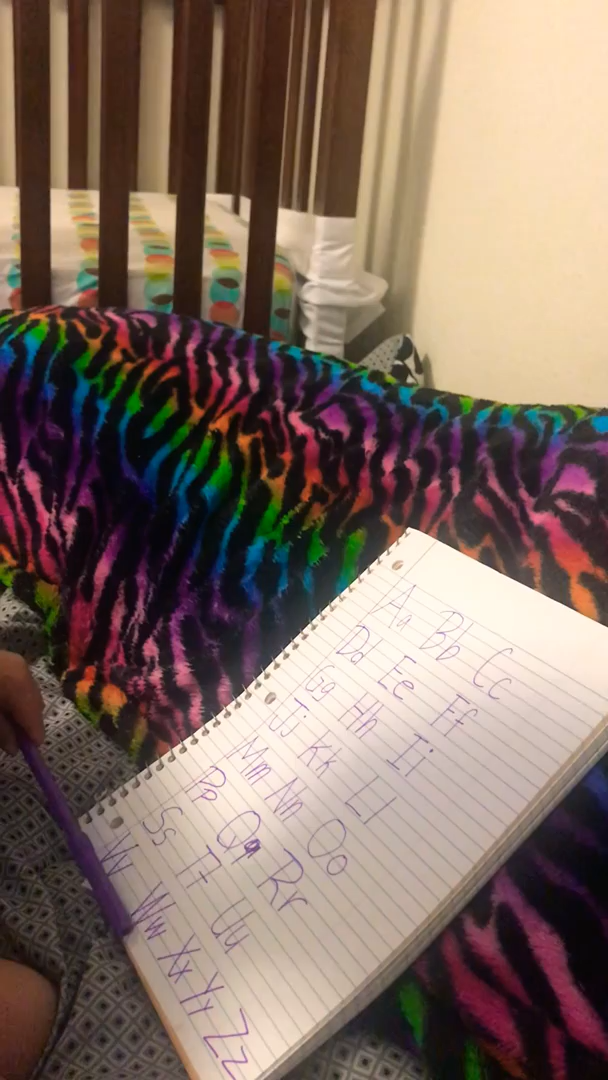 Aa Bb Cc
Dd Ee Ff
Gg Hh Ii
Jj Kk Ll
Mm Nn Oo
Pp Qq Rr
Ss Tt Uu
Vv Ww Xx Yy Zz